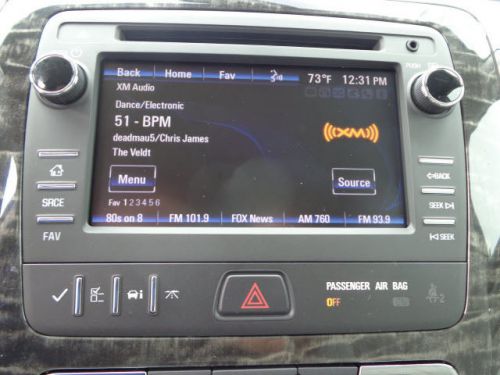 PUSH
Back Home Fav 73°F 12:31 PM
XM Audio
Dance/Electronic
51 - BPM
deadmau5/Chris James
The Veldt
((XM))
Menu Source
Fav 1 2 3 4 5 6
80s on 8 FM 101.9 FOX News AM 760 FM 93.9
SRCE
FAV
BACK
SEEK
SEEK
PASSENGER AIR BAG
OFF
2